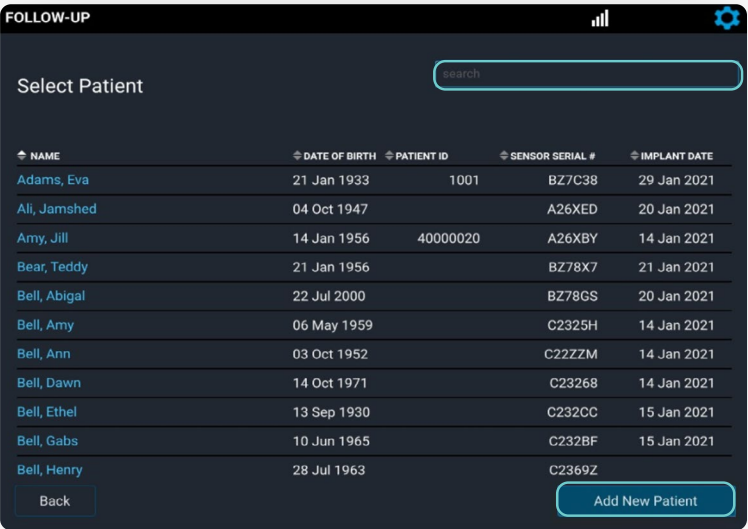 FOLLOW-UP
search
Select Patient
NAME DATE OF BIRTH PATIENT ID SENSOR SERIAL # IMPLANT DATE
Adams, Eva 21 Jan 1933 1001 BZ7C38 29 Jan 2021
Ali, Jamshed 04 Oct 1947 A26XED 20 Jan 2021
Amy, Jill 14 Jan 1956 40000020 A26XBY 14 Jan 2021
Bear, Teddy 21 Jan 1956 BZ78X7 21 Jan 2021
Bell, Abigal 22 Jul 2000 BZ78GS 20 Jan 2021
Bell, Amy 06 May 1959 C2325H 14 Jan 2021
Bell, Ann 03 Oct 1952 C22ZZM 14 Jan 2021
Bell, Dawn 14 Oct 1971 C23268 14 Jan 2021
Bell, Ethel 13 Sep 1930 C232CC 15 Jan 2021
Bell, Gabs 10 Jun 1965 C232BF 15 Jan 2021
Bell, Henry 28 Jul 1963 C2369Z
Back Add New Patient